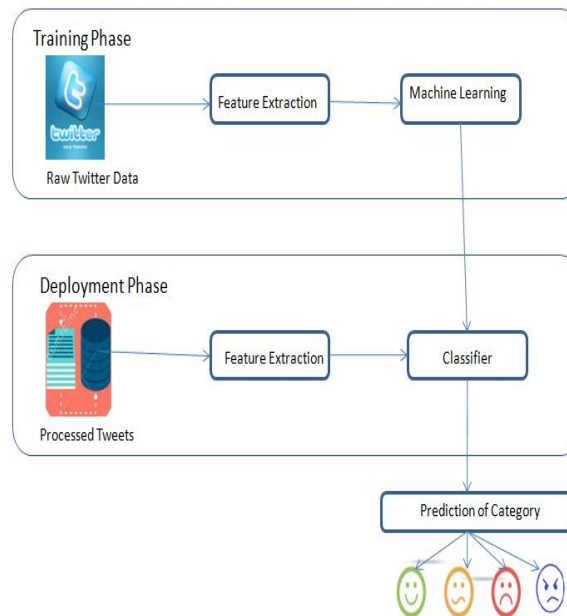 Training Phase
Feature Extraction
Machine Learning
twitter
Raw Twitter Data
Deployment Phase
Feature Extraction
Classifier
Processed Tweets
Prediction of Category